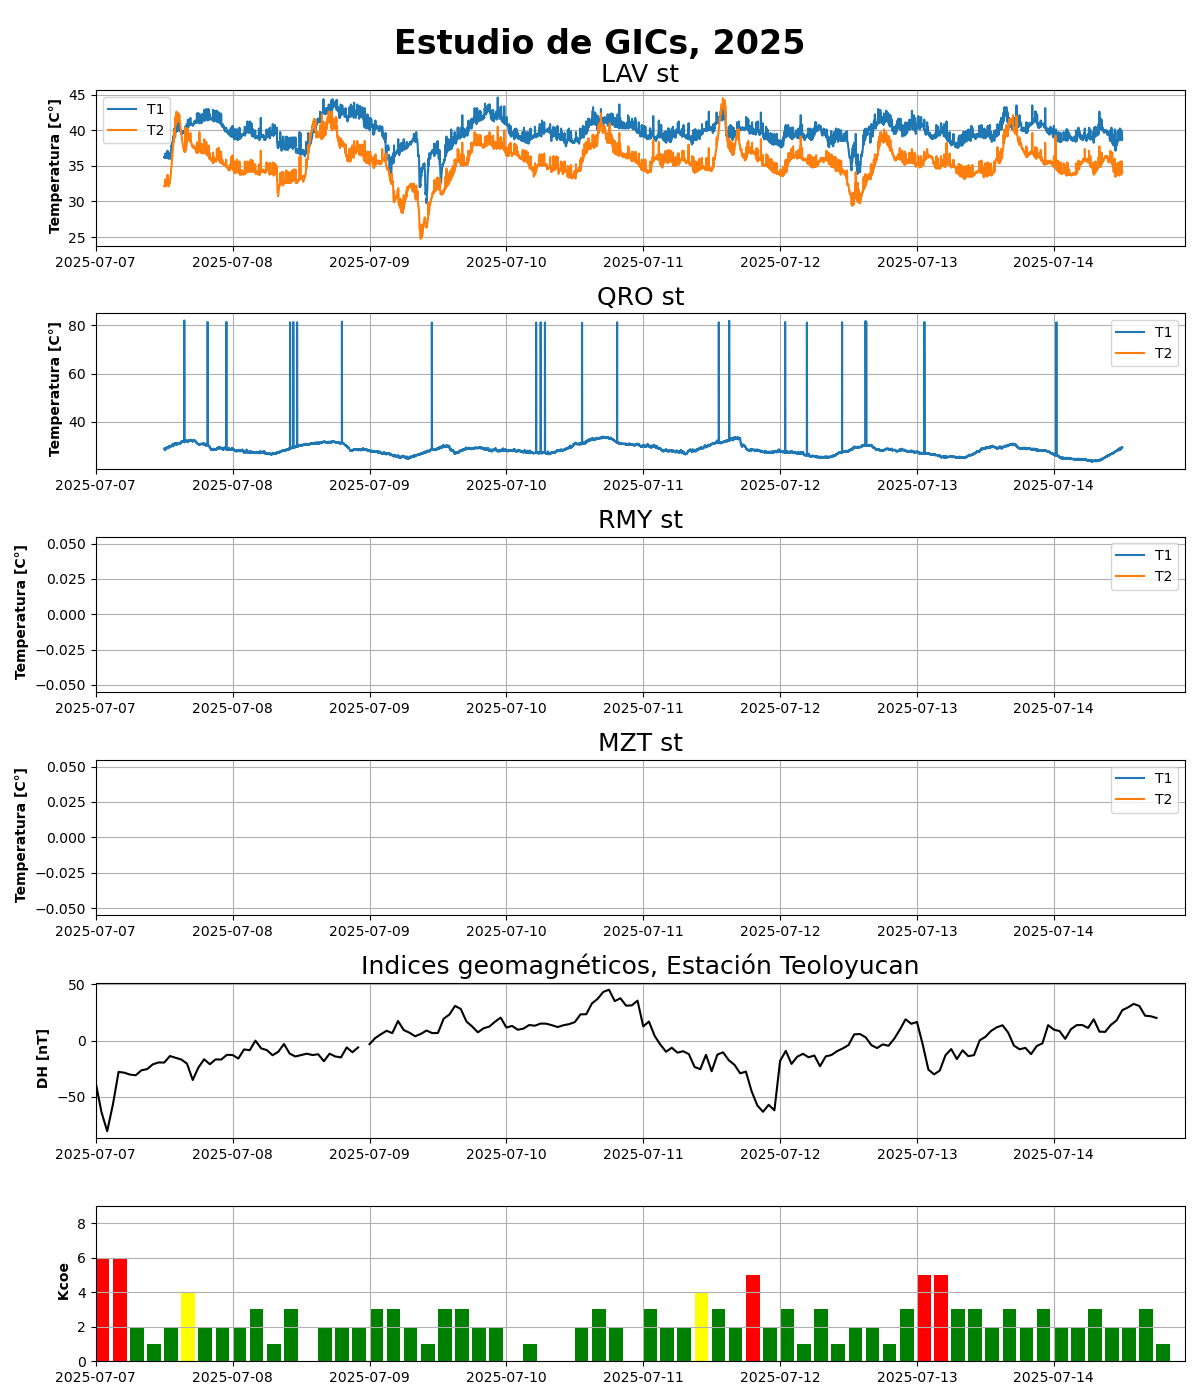 Estudio de GICs, 2025
LAV st
Temperatura [C°]
45
40
35
30
25
T1
T2
2025-07-07 2025-07-08 2025-07-09 2025-07-10 2025-07-11 2025-07-12 2025-07-13 2025-07-14
QRO st
Temperatura [C°]
80
60
40
T1
T2
2025-07-07 2025-07-08 2025-07-09 2025-07-10 2025-07-11 2025-07-12 2025-07-13 2025-07-14
RMY st
Temperatura [C°]
0.050
0.025
0.000
−0.025
−0.050
T1
T2
2025-07-07 2025-07-08 2025-07-09 2025-07-10 2025-07-11 2025-07-12 2025-07-13 2025-07-14
MZT st
Temperatura [C°]
0.050
0.025
0.000
−0.025
−0.050
T1
T2
2025-07-07 2025-07-08 2025-07-09 2025-07-10 2025-07-11 2025-07-12 2025-07-13 2025-07-14
Indices geomagnéticos, Estación Teoloyucan
DH [nT]
50
0
−50
2025-07-07 2025-07-08 2025-07-09 2025-07-10 2025-07-11 2025-07-12 2025-07-13 2025-07-14
Kcoe
8
6
4
2
0
2025-07-07 2025-07-08 2025-07-09 2025-07-10 2025-07-11 2025-07-12 2025-07-13 2025-07-14